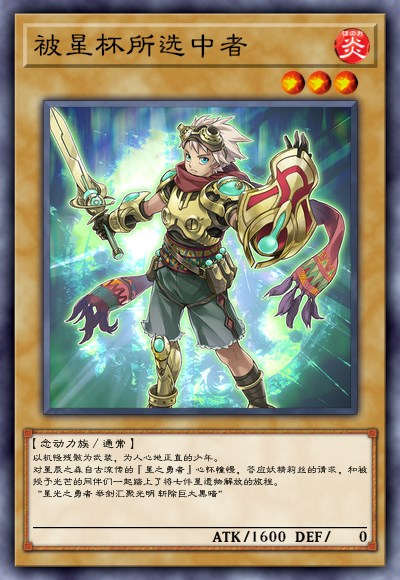 被星杯所选中者
ほのお
炎
【念动力族／通常】
以机怪残骸为武装，为人心地正直的少年。
对星辰之森自古流传的『星之勇者』心怀憧憬，答应妖精莉丝的请求，和被
授予光芒的同伴们一起踏上了将七件星遗物解放的旅程。
“星光之勇者 举剑汇聚光明 斩除巨大黑暗”
ATK/1600 DEF/ 0